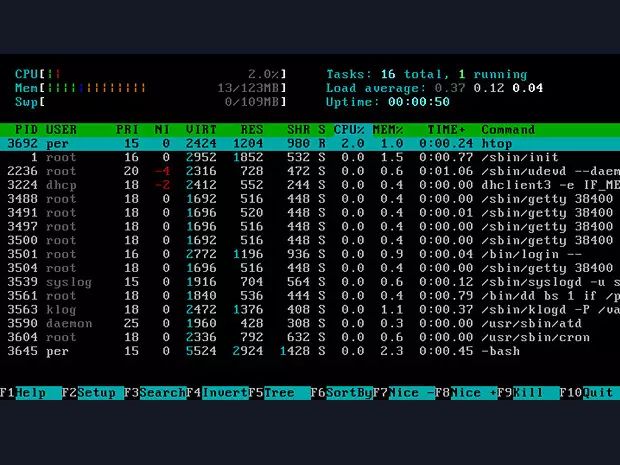 CPU[|| 2.0%] Tasks: 16 total, 1 running
Mem[|||||||||||||| 13/123MB] Load average: 0.37 0.12 0.04
Swp[ 0/109MB] Uptime: 00:00:50
PID USER PRI NI VIRT RES SHR S CPU% MEM% TIME+ Command
3692 per 15 0 2424 1204 980 R 2.0 1.0 0:00.24 htop
1 root 16 0 2952 1852 532 S 0.0 1.5 0:00.77 /sbin/init
2236 root 20 -4 2316 728 472 S 0.0 0.6 0:01.06 /sbin/udevd --daem
3224 dhcp 18 -2 2412 552 244 S 0.0 0.4 0:00.00 dhclient3 -e IF_ME
3488 root 18 0 1692 516 448 S 0.0 0.4 0:00.00 /sbin/getty 38400
3491 root 18 0 1696 520 448 S 0.0 0.4 0:00.01 /sbin/getty 38400
3497 root 18 0 1696 516 448 S 0.0 0.4 0:00.00 /sbin/getty 38400
3500 root 18 0 1692 516 448 S 0.0 0.4 0:00.00 /sbin/getty 38400
3501 root 16 0 2772 1196 936 S 0.0 0.9 0:00.04 /bin/login --
3504 root 18 0 1696 516 448 S 0.0 0.4 0:00.00 /sbin/getty 38400
3539 syslog 15 0 1916 704 564 S 0.0 0.6 0:00.12 /sbin/syslogd -u s
3561 root 18 0 1840 536 444 S 0.0 0.4 0:00.79 /bin/dd bs 1 if /p
3563 klog 18 0 2472 1376 408 S 0.0 1.1 0:00.37 /sbin/klogd -P /va
3590 daemon 25 0 1960 428 308 S 0.0 0.3 0:00.00 /usr/sbin/atd
3604 root 18 0 2336 792 632 S 0.0 0.6 0:00.00 /usr/sbin/cron
3645 per 15 0 5524 2924 1428 S 0.0 2.3 0:00.45 -bash
F1Help F2Setup F3SearchF4InvertF5Tree F6SortByF7Nice -F8Nice +F9Kill F10Quit